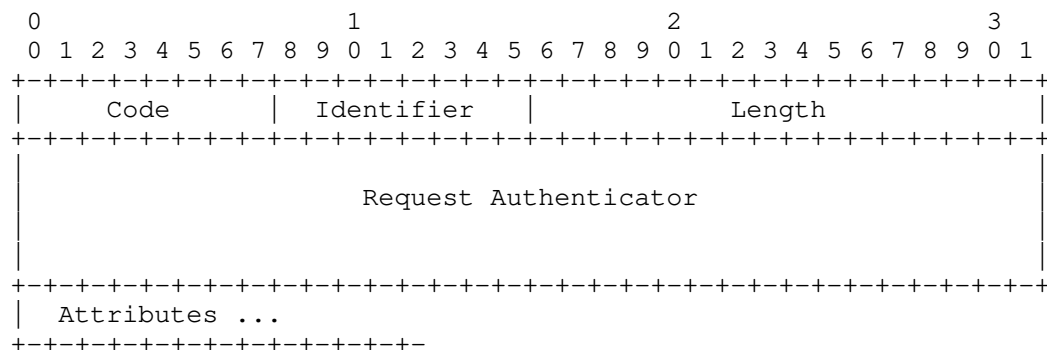 0                   1                   2                   3
 0 1 2 3 4 5 6 7 8 9 0 1 2 3 4 5 6 7 8 9 0 1 2 3 4 5 6 7 8 9 0 1
+-+-+-+-+-+-+-+-+-+-+-+-+-+-+-+-+-+-+-+-+-+-+-+-+-+-+-+-+-+-+-+-+
|     Code      |  Identifier   |            Length             |
+-+-+-+-+-+-+-+-+-+-+-+-+-+-+-+-+-+-+-+-+-+-+-+-+-+-+-+-+-+-+-+-+
|                                                               |
|                     Request Authenticator                     |
|                                                               |
|                                                               |
+-+-+-+-+-+-+-+-+-+-+-+-+-+-+-+-+-+-+-+-+-+-+-+-+-+-+-+-+-+-+-+-+
|  Attributes ...
+-+-+-+-+-+-+-+-+-+-+-+-+-